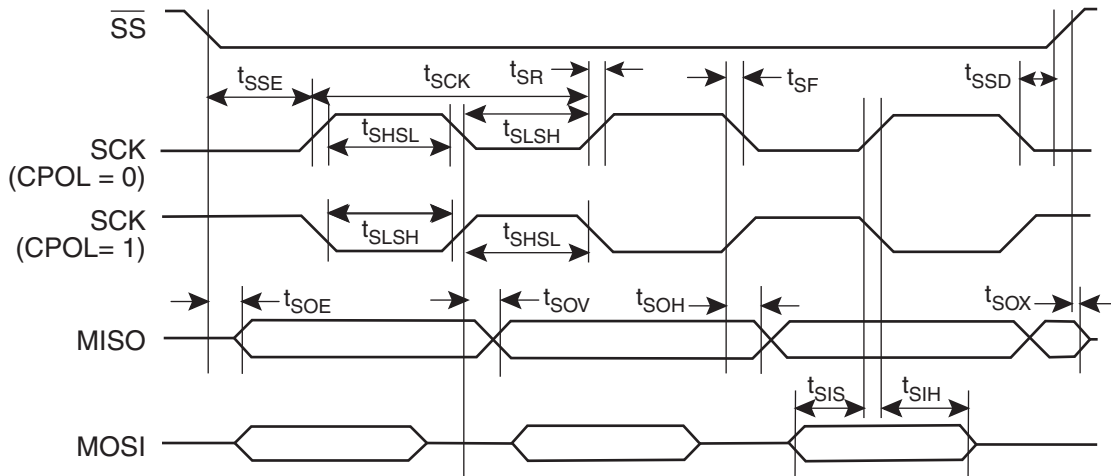 SS
tSSE
tSCK
tSR
tSF
tSSD
SCK
(CPOL = 0)
tSHSL
tSLSH
SCK
(CPOL= 1)
tSLSH
tSHSL
tSOE
tSOV
tSOH
tSOX
MISO
tSIS
tSIH
MOSI